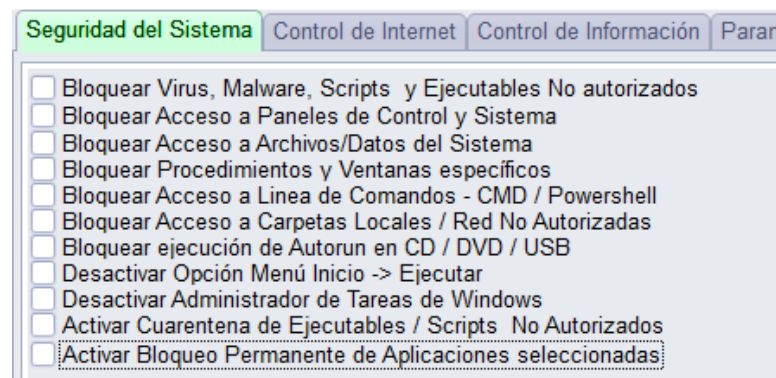 Seguridad del Sistema Control de Internet Control de Información Param
Bloquear Virus, Malware, Scripts y Ejecutables No autorizados
Bloquear Acceso a Paneles de Control y Sistema
Bloquear Acceso a Archivos/Datos del Sistema
Bloquear Procedimientos y Ventanas específicos
Bloquear Acceso a Linea de Comandos - CMD / Powershell
Bloquear Acceso a Carpetas Locales / Red No Autorizadas
Bloquear ejecución de Autorun en CD / DVD / USB
Desactivar Opción Menú Inicio -> Ejecutar
Desactivar Administrador de Tareas de Windows
Activar Cuarentena de Ejecutables / Scripts No Autorizados
Activar Bloqueo Permanente de Aplicaciones seleccionadas